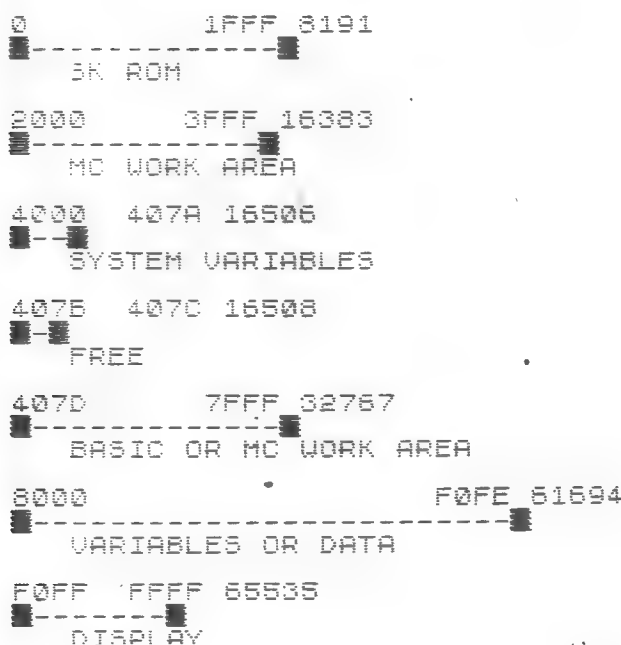 0 1FFF 8191
8K ROM
2000 3FFF 16383
MC WORK AREA
4000 407A 16506
SYSTEM VARIABLES
407B 407C 16508
FREE
407D 7FFF 32767
BASIC OR MC WORK AREA
8000 F0FE 61694
VARIABLES OR DATA
F0FF FFFF 65535
DISPLAY